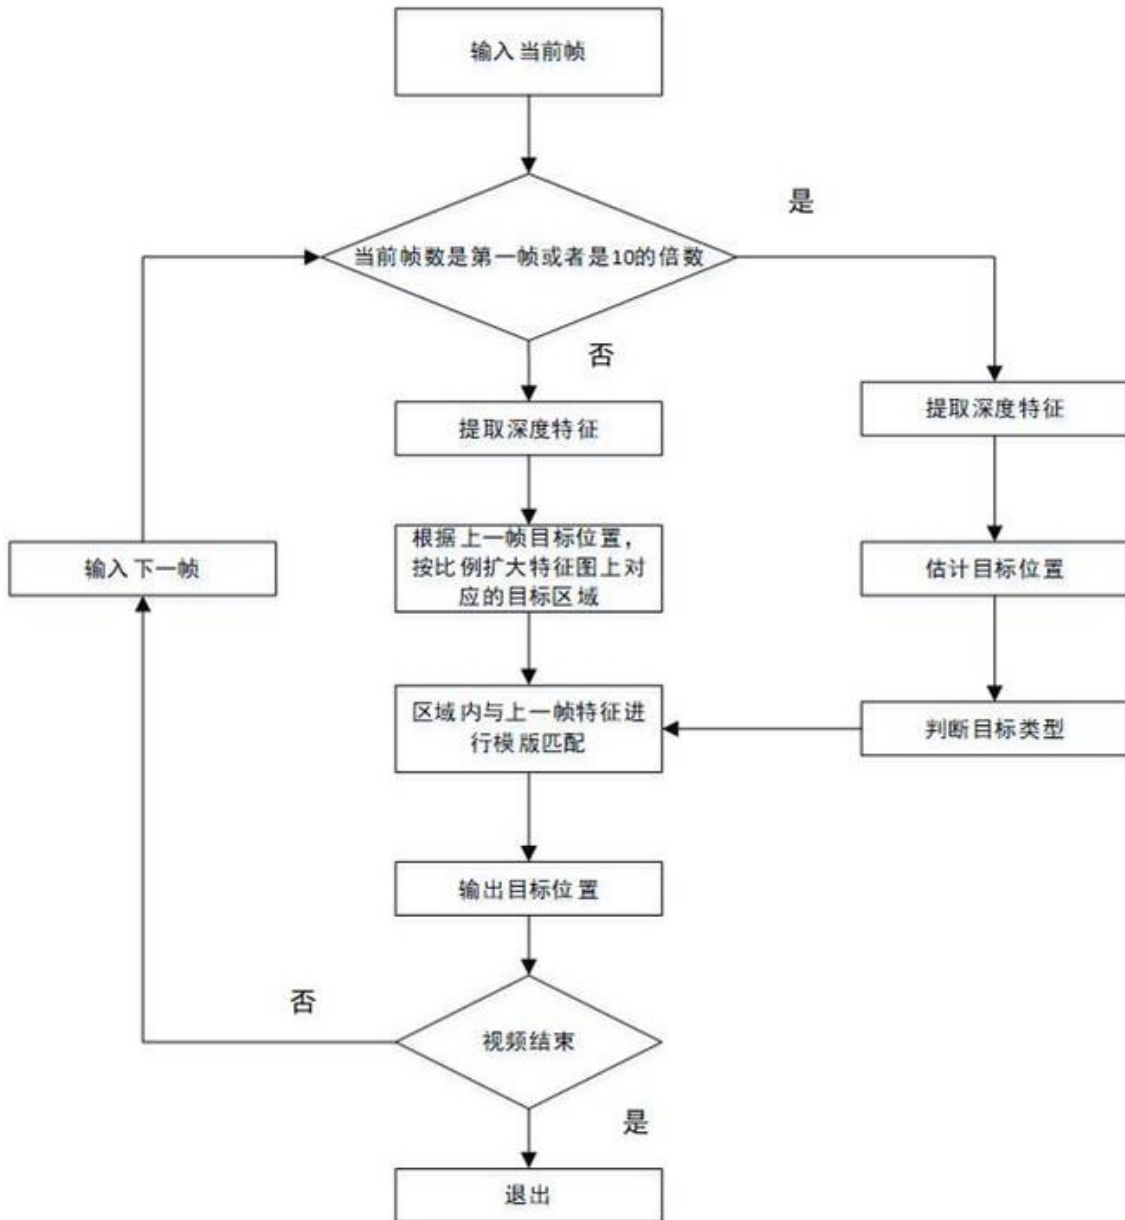 输入当前帧
是
当前帧数是第一帧或者是10的倍数
否
提取深度特征
提取深度特征
根据上一帧目标位置，
按比例扩大特征图上对
应的目标区域
输入下一帧
估计目标位置
区域内与上一帧特征进
行模版匹配
判断目标类型
输出目标位置
否
视频结束
是
退出